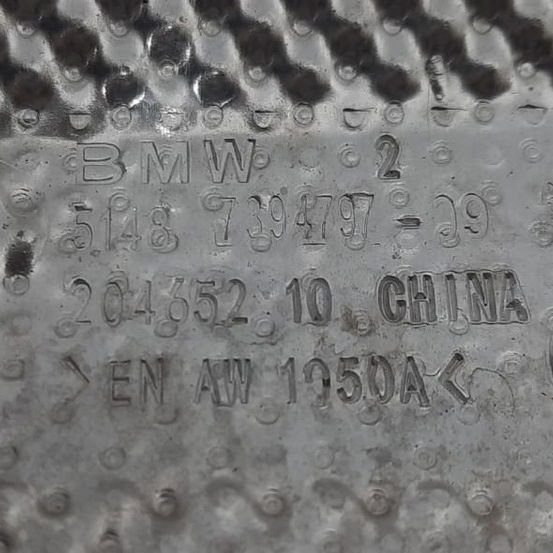 BMW 2
5148 7394797-09
204652 10 CHINA
>EN AW 1050A<